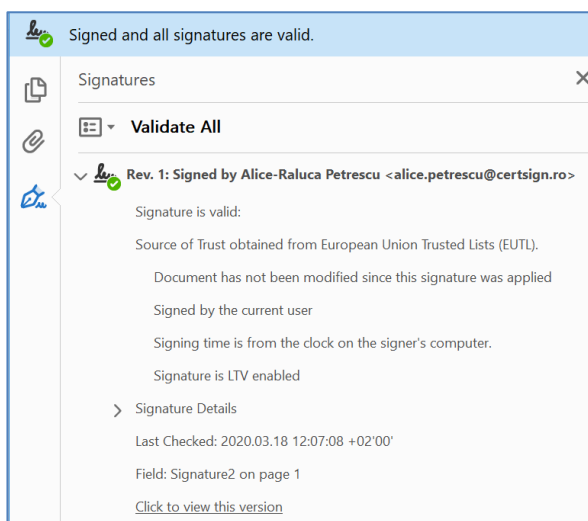 Signed and all signatures are valid.
Signatures
Validate All
Rev. 1: Signed by Alice-Raluca Petrescu <alice.petrescu@certsign.ro>
Signature is valid:
Source of Trust obtained from European Union Trusted Lists (EUTL).
Document has not been modified since this signature was applied
Signed by the current user
Signing time is from the clock on the signer's computer.
Signature is LTV enabled
Signature Details
Last Checked: 2020.03.18 12:07:08 +02'00'
Field: Signature2 on page 1
Click to view this version